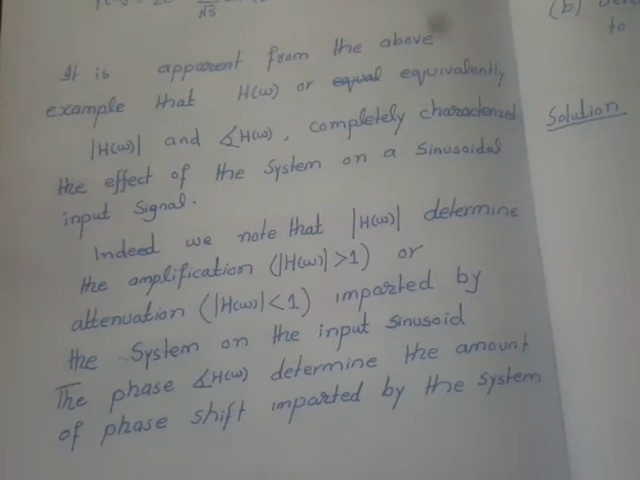 √3
(b)
to
It is apparent from the above
example that H(ω) or equal equivalently
|H(ω)| and ∡H(ω), completely characterized
the effect of the System on a Sinusoidal
input Signal.
Indeed we note that |H(ω)| determine
the amplification (|H(ω)|>1) or
attenuation (|H(ω)|<1) imparted by
the System on the input Sinusoid
The phase ∡H(ω) determine the amount
of phase shift imparted by the system
Solution